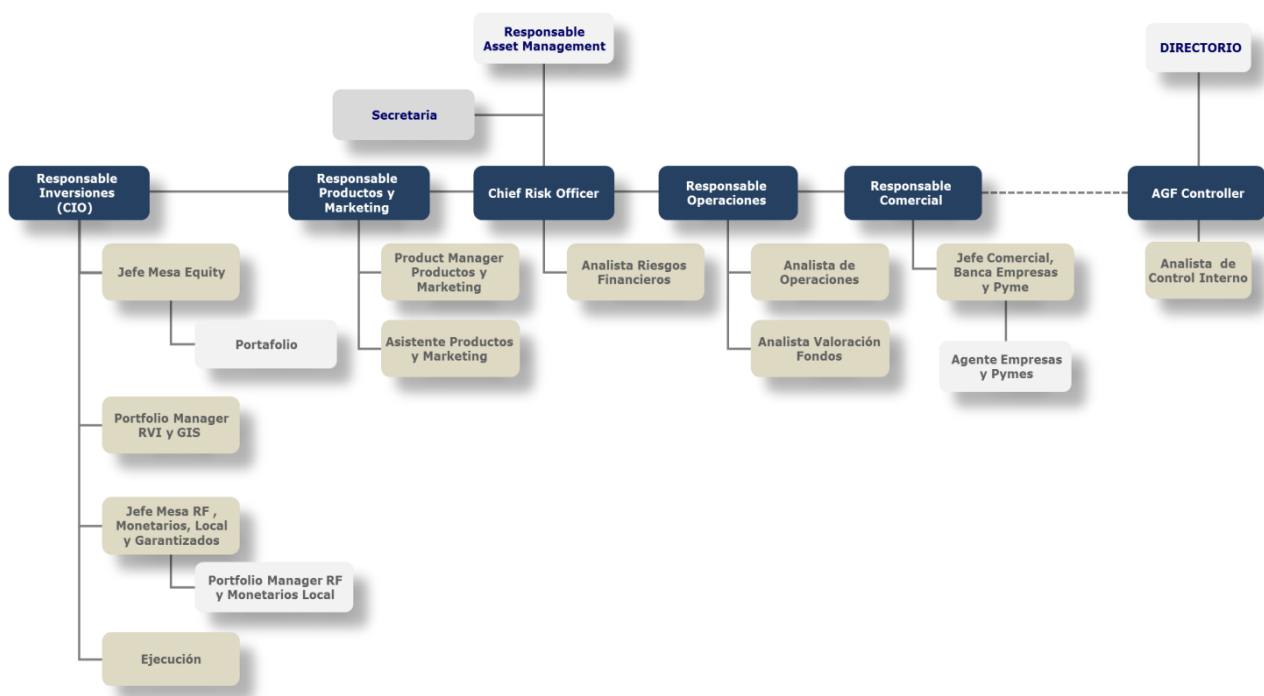 Responsable
Asset Management
DIRECTORIO
Secretaria
Responsable
Inversiones
(CIO)
Responsable
Productos y
Marketing
Chief Risk Officer
Responsable
Operaciones
Responsable
Comercial
AGF Controller
Jefe Mesa Equity
Product Manager
Productos y
Marketing
Analista Riesgos
Financieros
Analista de
Operaciones
Jefe Comercial,
Banca Empresas
y Pyme
Analista de
Control Interno
Portafolio
Asistente Productos
y Marketing
Analista Valoración
Fondos
Agente Empresas
y Pymes
Portfolio Manager
RVI y GIS
Jefe Mesa RF ,
Monetarios, Local
y Garantizados
Portfolio Manager RF
y Monetarios Local
Ejecución